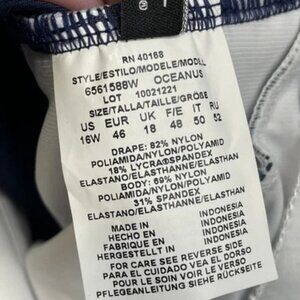 RN 40168
STYLE/ESTILO/MODELE/MODELL
6561588W OCEANUS
LOT 10021221
SIZE/TALLA/TAILLE/GRÖßE
US EUR UK F/E IT RU
16W 46 18 48 50 52
DRAPE: 82% NYLON
POLIAMIDA/NYLON/POLYAMID
18% LYCRA®SPANDEX
ELASTANO/ELASTHANNE/ELASTHAN
BODY: 69% NYLON
POLIAMIDA/NYLON/POLYAMID
31% SPANDEX
ELASTANO/ELASTHANNE/ELASTHAN
MADE IN INDONESIA
HECHO EN INDONESIA
FABRIQUE EN INDONESIA
HERGESTELLT IN INDONESIA
FOR CARE SEE REVERSE SIDE
PARA EL CUIDADO VEA EL DORSO
POUR LE SOIN VOIR LE VERSO
PFLEGEANLEITUNG SIEHE RÜCKSEITE